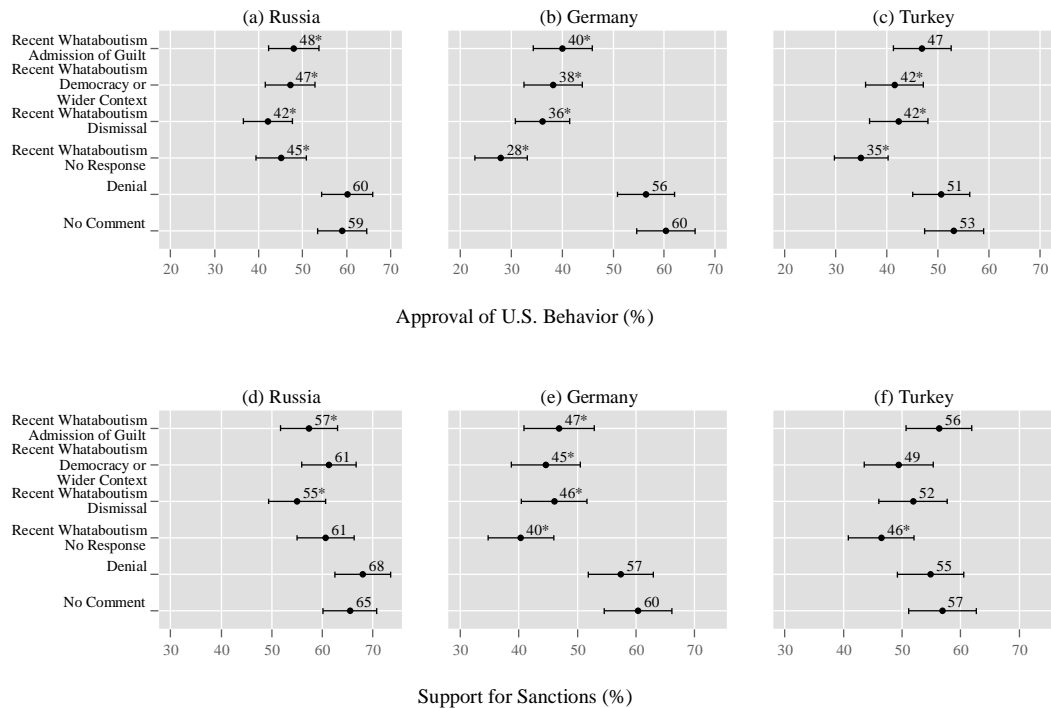 (a) Russia
(b) Germany
(c) Turkey
Recent Whataboutism
Admission of Guilt
Recent Whataboutism
Democracy or
Wider Context
Recent Whataboutism
Dismissal
Recent Whataboutism
No Response
Denial
No Comment
48*
47*
42*
45*
60
59
40*
38*
36*
28*
56
60
47
42*
42*
35*
51
53
20 30 40 50 60 70
20 30 40 50 60 70
20 30 40 50 60 70
Approval of U.S. Behavior (%)
(d) Russia
(e) Germany
(f) Turkey
Recent Whataboutism
Admission of Guilt
Recent Whataboutism
Democracy or
Wider Context
Recent Whataboutism
Dismissal
Recent Whataboutism
No Response
Denial
No Comment
57*
61
55*
61
68
65
47*
45*
46*
40*
57
60
56
49
52
46*
55
57
30 40 50 60 70
30 40 50 60 70
30 40 50 60 70
Support for Sanctions (%)